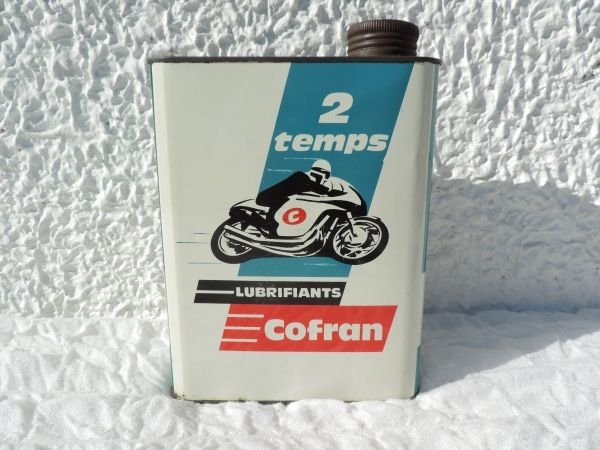 2
temps
C
LUBRIFIANTS
Cofran